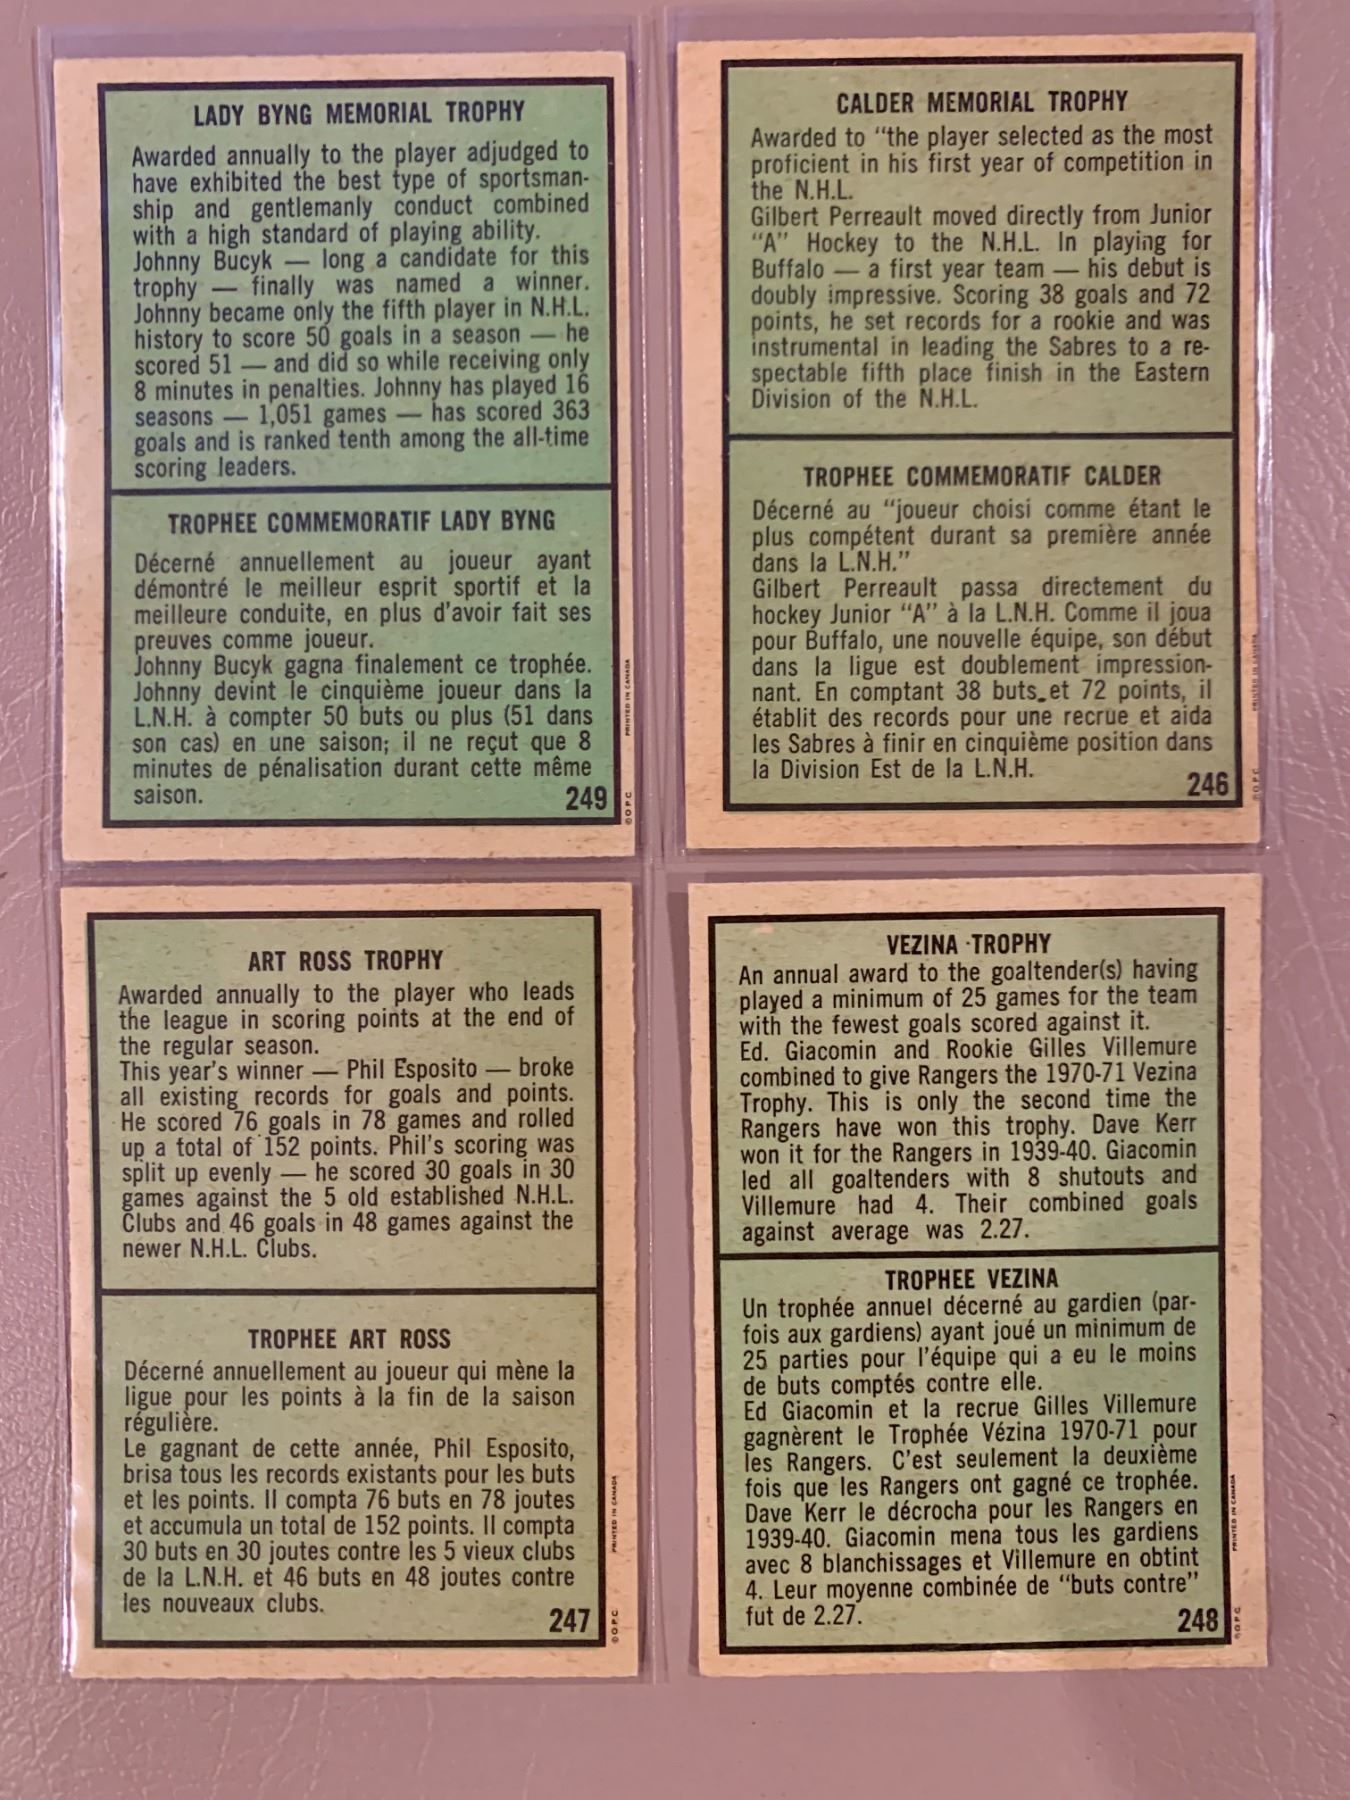 LADY BYNG MEMORIAL TROPHY
Awarded annually to the player adjudged to
have exhibited the best type of sportsman-
ship and gentlemanly conduct combined
with a high standard of playing ability.
Johnny Bucyk — long a candidate for this
trophy — finally was named a winner.
Johnny became only the fifth player in N.H.L.
history to score 50 goals in a season — he
scored 51 — and did so while receiving only
8 minutes in penalties. Johnny has played 16
seasons — 1,051 games — has scored 363
goals and is ranked tenth among the all-time
scoring leaders.
TROPHEE COMMEMORATIF LADY BYNG
Décerné annuellement au joueur ayant
démontré le meilleur esprit sportif et la
meilleure conduite, en plus d'avoir fait ses
preuves comme joueur.
Johnny Bucyk gagna finalement ce trophée.
Johnny devint le cinquième joueur dans la
L.N.H. à compter 50 buts ou plus (51 dans
son cas) en une saison; il ne reçut que 8
minutes de pénalisation durant cette même
saison.
249
PRINTED IN CANADA
© O.P.C.
CALDER MEMORIAL TROPHY
Awarded to "the player selected as the most
proficient in his first year of competition in
the N.H.L.
Gilbert Perreault moved directly from Junior
"A" Hockey to the N.H.L. In playing for
Buffalo — a first year team — his debut is
doubly impressive. Scoring 38 goals and 72
points, he set records for a rookie and was
instrumental in leading the Sabres to a re-
spectable fifth place finish in the Eastern
Division of the N.H.L.
TROPHEE COMMEMORATIF CALDER
Décerné au "joueur choisi comme étant le
plus compétent durant sa première année
dans la L.N.H."
Gilbert Perreault passa directement du
hockey Junior "A" à la L.N.H. Comme il joua
pour Buffalo, une nouvelle équipe, son début
dans la ligue est doublement impression-
nant. En comptant 38 buts et 72 points, il
établit des records pour une recrue et aida
les Sabres à finir en cinquième position dans
la Division Est de la L.N.H.
246
PRINTED IN CANADA
© O.P.C.
ART ROSS TROPHY
Awarded annually to the player who leads
the league in scoring points at the end of
the regular season.
This year's winner — Phil Esposito — broke
all existing records for goals and points.
He scored 76 goals in 78 games and rolled
up a total of 152 points. Phil's scoring was
split up evenly — he scored 30 goals in 30
games against the 5 old established N.H.L.
Clubs and 46 goals in 48 games against the
newer N.H.L. Clubs.
TROPHEE ART ROSS
Décerné annuellement au joueur qui mène la
ligue pour les points à la fin de la saison
régulière.
Le gagnant de cette année, Phil Esposito,
brisa tous les records existants pour les buts
et les points. Il compta 76 buts en 78 joutes
et accumula un total de 152 points. Il compta
30 buts en 30 joutes contre les 5 vieux clubs
de la L.N.H. et 46 buts en 48 joutes contre
les nouveaux clubs.
247
PRINTED IN CANADA
© O.P.C.
VEZINA TROPHY
An annual award to the goaltender(s) having
played a minimum of 25 games for the team
with the fewest goals scored against it.
Ed. Giacomin and Rookie Gilles Villemure
combined to give Rangers the 1970-71 Vezina
Trophy. This is only the second time the
Rangers have won this trophy. Dave Kerr
won it for the Rangers in 1939-40. Giacomin
led all goaltenders with 8 shutouts and
Villemure had 4. Their combined goals
against average was 2.27.
TROPHEE VEZINA
Un trophée annuel décerné au gardien (par-
fois aux gardiens) ayant joué un minimum de
25 parties pour l'équipe qui a eu le moins
de buts comptés contre elle.
Ed Giacomin et la recrue Gilles Villemure
gagnèrent le Trophée Vézina 1970-71 pour
les Rangers. C'est seulement la deuxième
fois que les Rangers ont gagné ce trophée.
Dave Kerr le décrocha pour les Rangers en
1939-40. Giacomin mena tous les gardiens
avec 8 blanchissages et Villemure en obtint
4. Leur moyenne combinée de "buts contre"
fut de 2.27.
248
PRINTED IN CANADA
© O.P.C.